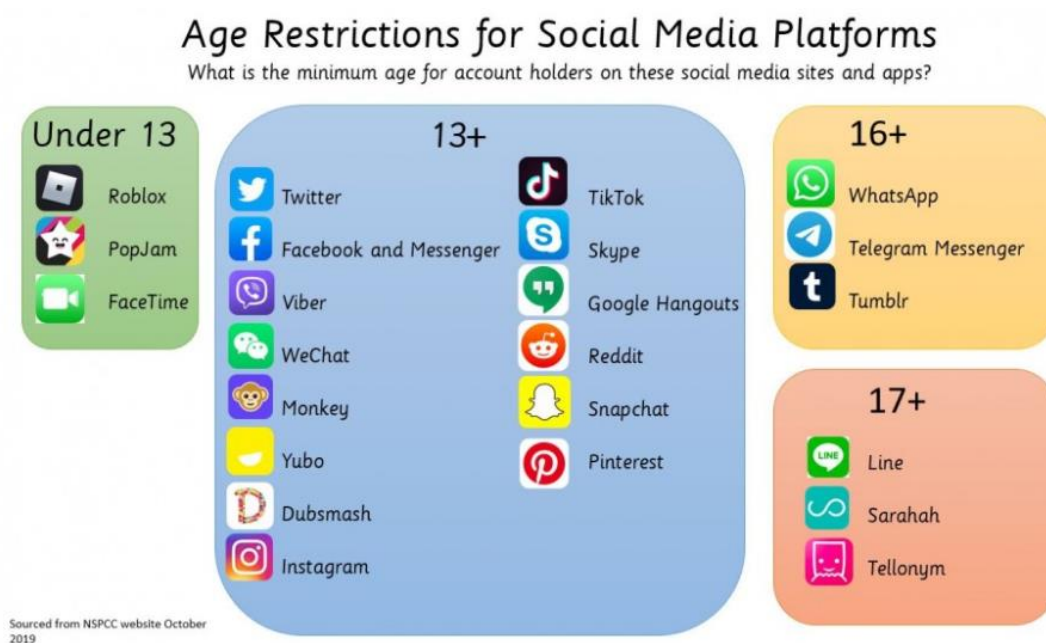 Age Restrictions for Social Media Platforms
What is the minimum age for account holders on these social media sites and apps?
Under 13
Roblox
PopJam
FaceTime
13+
Twitter
Facebook and Messenger
Viber
WeChat
Monkey
Yubo
Dubsmash
Instagram
TikTok
Skype
Google Hangouts
Reddit
Snapchat
Pinterest
16+
WhatsApp
Telegram Messenger
Tumblr
17+
LINE
Line
Sarahah
Tellonym
Sourced from NSPCC website October
2019